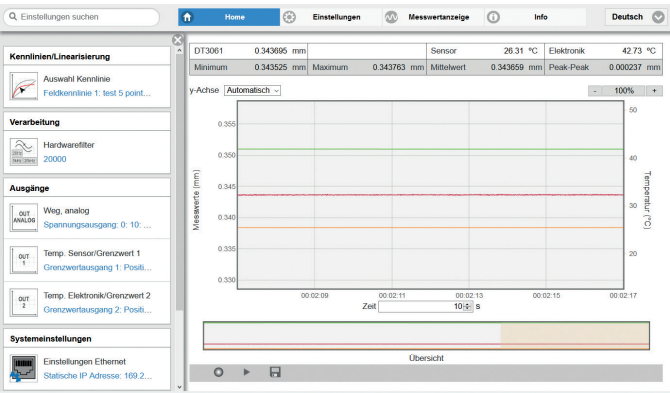 Einstellungen suchen
Home
Einstellungen
Messwertanzeige
Info
Deutsch
Kennlinien/Linearisierung
Auswahl Kennlinie
Feldkennlinie 1: test 5 point...
Verarbeitung
Hardwarefilter
20000
Ausgänge
OUT ANALOG
Weg, analog
Spannungsausgang: 0: 10: ...
OUT 1
Temp. Sensor/Grenzwert 1
Grenzwertausgang 1: Positi...
OUT 2
Temp. Elektronik/Grenzwert 2
Grenzwertausgang 2: Positi...
Systemeinstellungen
Einstellungen Ethernet
Statische IP Adresse: 169.2...
DT3061 0.343695 mm Sensor 26.31 °C Elektronik 42.73 °C
Minimum 0.343525 mm Maximum 0.343763 mm Mittelwert 0.343659 mm Peak-Peak 0.000237 mm
y-Achse Automatisch - 100% +
Messwerte (mm)
0.355
0.350
0.345
0.340
0.335
0.330
50
40
30
20
Temperatur (°C)
00:02:09 00:02:11 00:02:13 00:02:15 00:02:17
Zeit 10 s
Übersicht